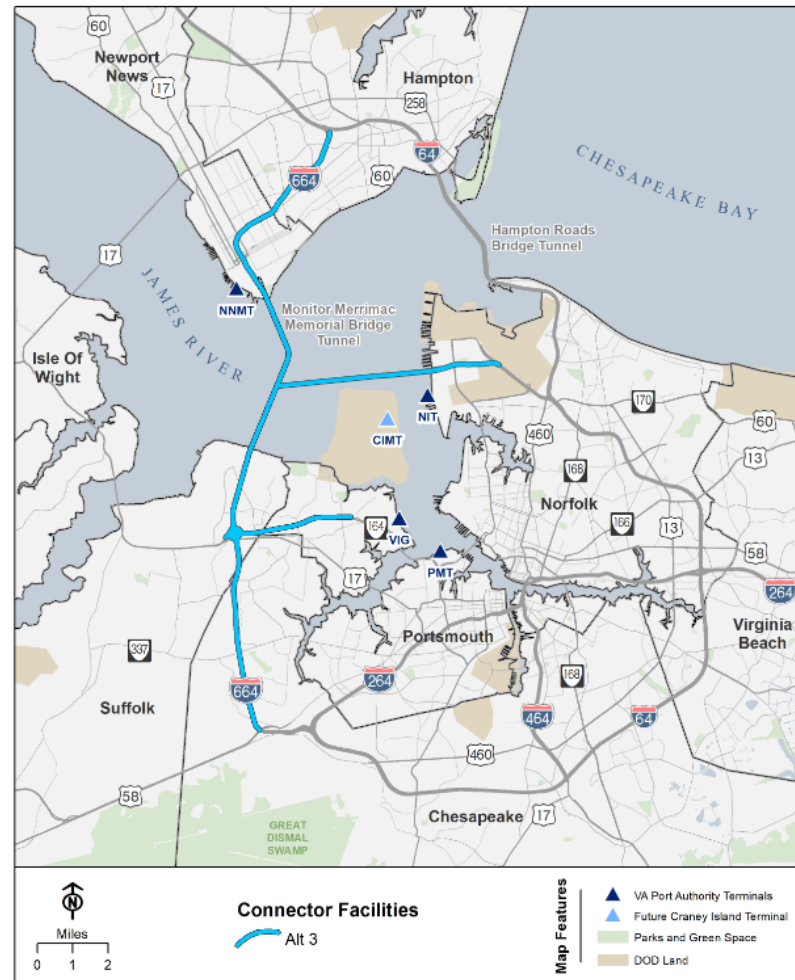 60
Newport
News
17
Hampton
258
64
664
60
CHESAPEAKE BAY
Hampton Roads
Bridge Tunnel
17
JAMES RIVER
NNMT
Monitor Merrimac
Memorial Bridge
Tunnel
Isle Of
Wight
NIT
CIMT
170
460
60
13
168
Norfolk
166
13
164
VIG
PMT
17
58
264
Virginia
Beach
Portsmouth
337
Suffolk
664
264
168
464
64
460
58
Chesapeake
17
GREAT
DISMAL
SWAMP
N
Miles
0 1 2
Connector Facilities
Alt 3
Map Features
VA Port Authority Terminals
Future Craney Island Terminal
Parks and Green Space
DOD Land